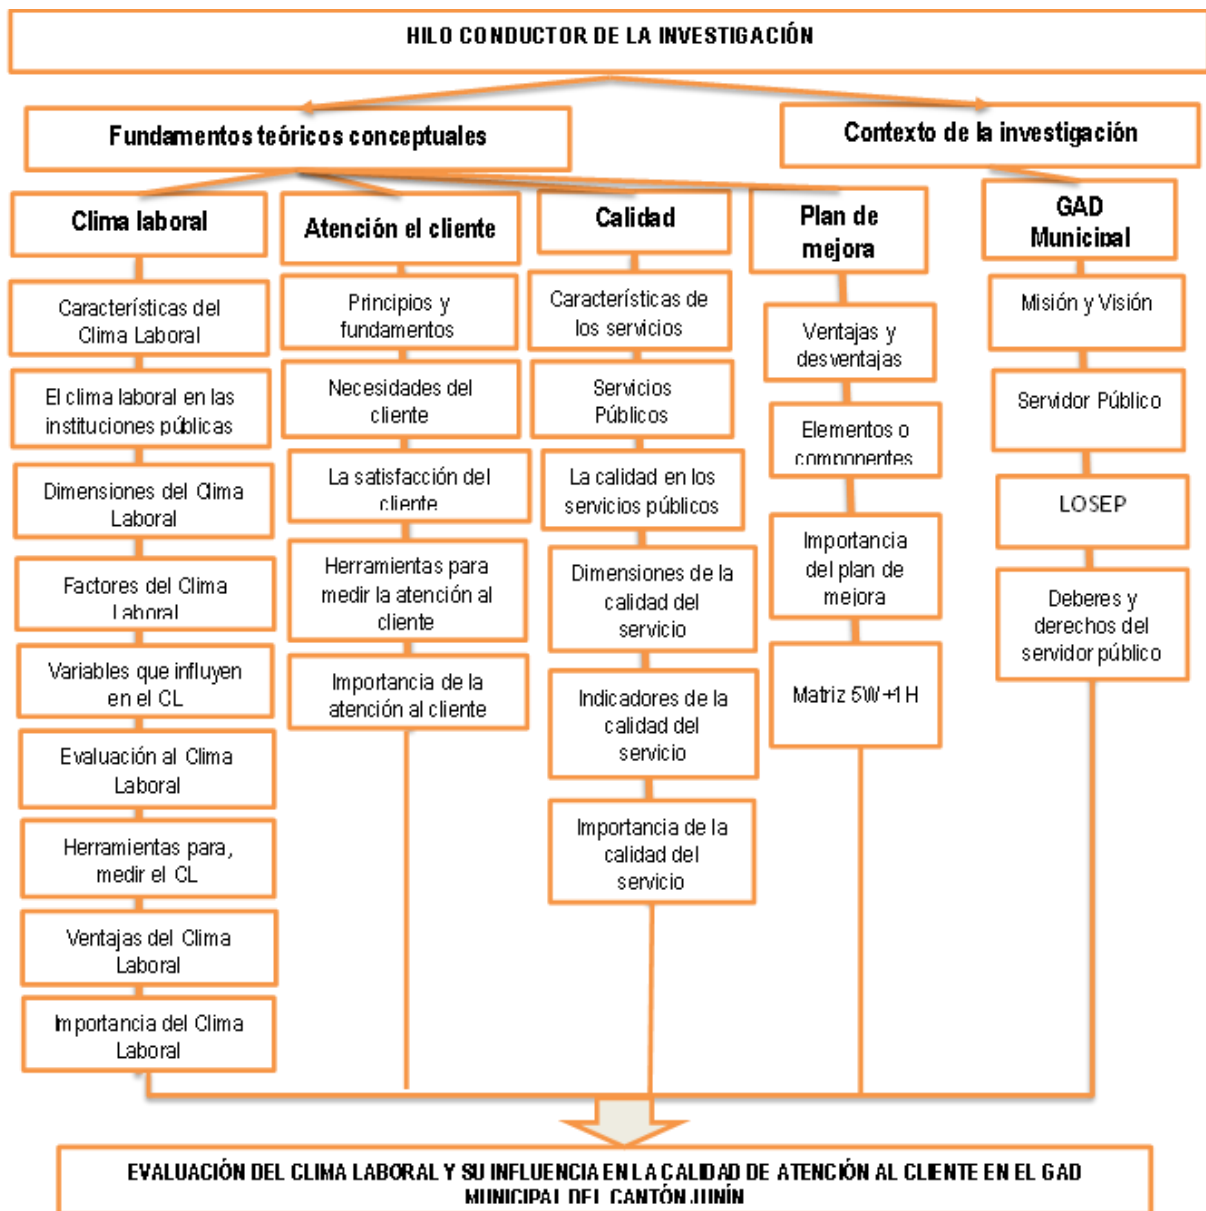 HILO CONDUCTOR DE LA INVESTIGACIÓN
Fundamentos teóricos conceptuales
Contexto de la investigación
Clima laboral
Características del
Clima Laboral
El clima laboral en las
instituciones públicas
Dimensiones del Clima
Laboral
Factores del Clima
Laboral
Variables que influyen
en el CL
Evaluación al Clima
Laboral
Herramientas para,
medir el CL
Ventajas del Clima
Laboral
Importancia del Clima
Laboral
Atención el cliente
Principios y
fundamentos
Necesidades del
cliente
La satisfacción del
cliente
Herramientas para
medir la atención al
cliente
Importancia de la
atención al cliente
Calidad
Características de
los servicios
Servicios
Públicos
La calidad en los
servicios públicos
Dimensiones de la
calidad del
servicio
Indicadores de la
calidad del
servicio
Importancia de la
calidad del
servicio
Plan de
mejora
Ventajas y
desventajas
Elementos o
componentes
Importancia
del plan de
mejora
Matriz 5W+1H
GAD
Municipal
Misión y Visión
Servidor Público
LOSEP
Deberes y
derechos del
servidor público
EVALUACIÓN DEL CLIMA LABORAL Y SU INFLUENCIA EN LA CALIDAD DE ATENCIÓN AL CLIENTE EN EL GAD
MUNICIPAL DEL CANTÓN JUNÍN